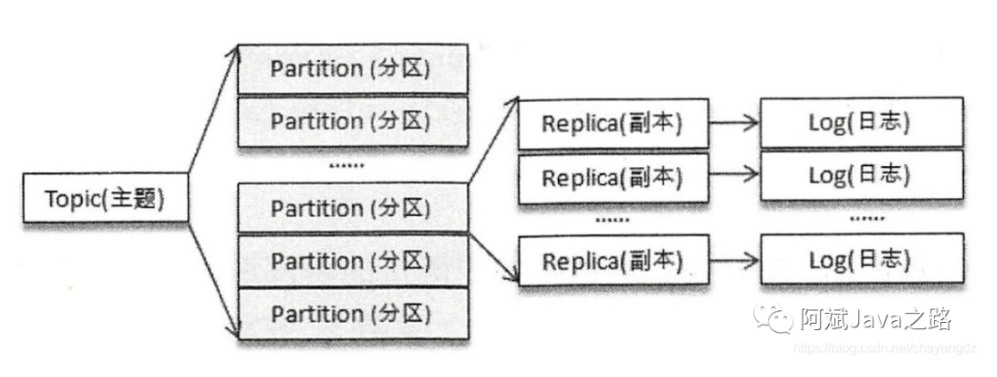 Partition (分区)
Partition (分区)
......
Topic(主题)
Partition (分区)
Partition (分区)
Partition (分区)
Replica(副本)
Replica(副本)
......
Replica(副本)
Log(日志)
Log(日志)
......
Log(日志)
阿斌Java之路
https://blog.csdn.net/chayangdz